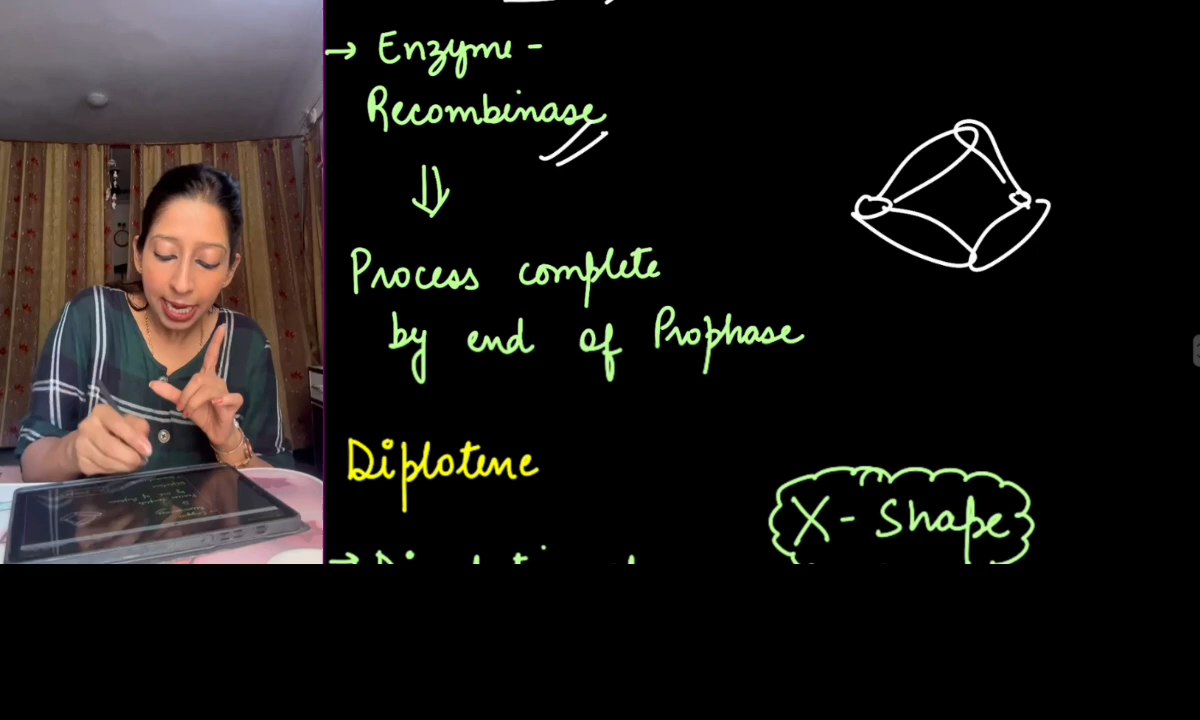 → Enzyme -
Recombinase
⇓
Process complete
by end of Prophase
Diplotene
X - Shape